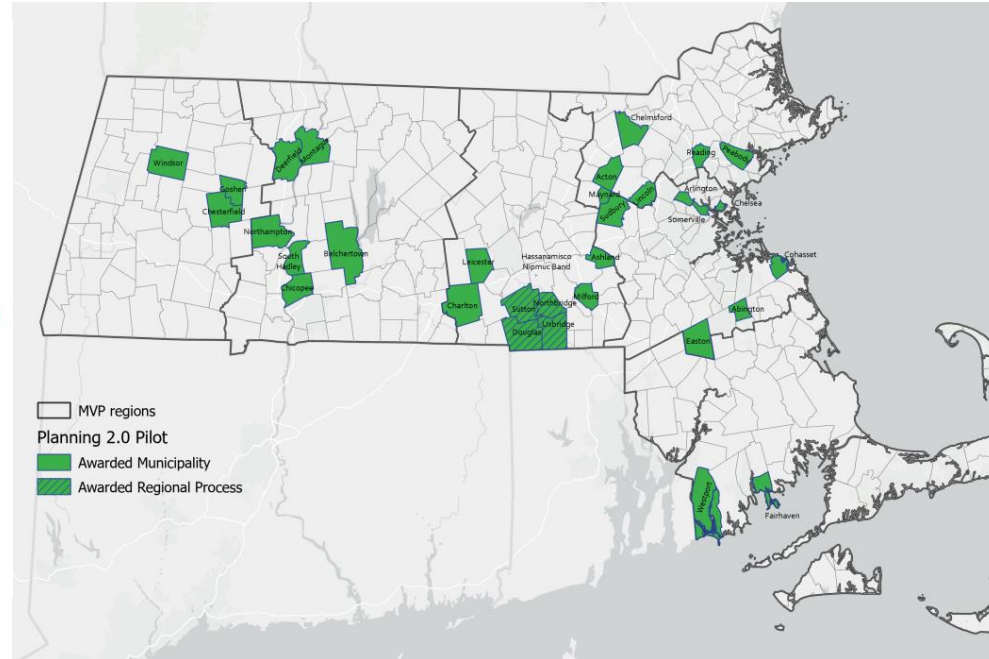 Chelmsford
Reading
Peabody
Deerfield
Montague
Windsor
Acton
Goshen
Maynard
Lincoln
Arlington
Chelsea
Chesterfield
Sudbury
Somerville
Northampton
South
Hadley
Belchertown
Leicester
Hassanamisco
Nipmuc Band
Ashland
Cohasset
Chicopee
Charlton
Sutton
Northbridge
Milford
Abington
Douglas
Uxbridge
Easton
MVP regions
Planning 2.0 Pilot
Awarded Municipality
Awarded Regional Process
Westport
Fairhaven